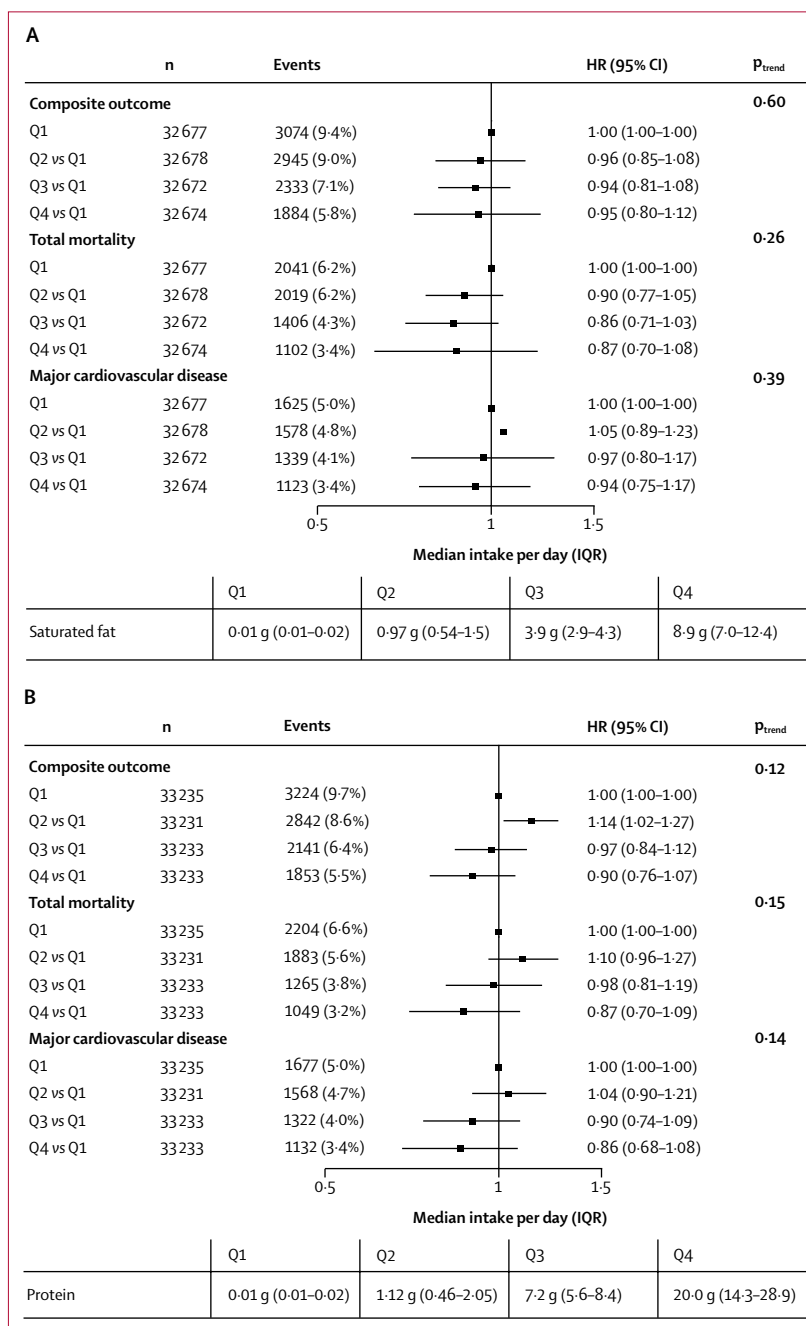 A
n Events HR (95% CI) p_trend
Composite outcome 0·60
Q1 32 677 3074 (9·4%) 1·00 (1·00–1·00)
Q2 vs Q1 32 678 2945 (9·0%) 0·96 (0·85–1·08)
Q3 vs Q1 32 672 2333 (7·1%) 0·94 (0·81–1·08)
Q4 vs Q1 32 674 1884 (5·8%) 0·95 (0·80–1·12)
Total mortality 0·26
Q1 32 677 2041 (6·2%) 1·00 (1·00–1·00)
Q2 vs Q1 32 678 2019 (6·2%) 0·90 (0·77–1·05)
Q3 vs Q1 32 672 1406 (4·3%) 0·86 (0·71–1·03)
Q4 vs Q1 32 674 1102 (3·4%) 0·87 (0·70–1·08)
Major cardiovascular disease 0·39
Q1 32 677 1625 (5·0%) 1·00 (1·00–1·00)
Q2 vs Q1 32 678 1578 (4·8%) 1·05 (0·89–1·23)
Q3 vs Q1 32 672 1339 (4·1%) 0·97 (0·80–1·17)
Q4 vs Q1 32 674 1123 (3·4%) 0·94 (0·75–1·17)
0·5 1 1·5
Median intake per day (IQR)
Q1 Q2 Q3 Q4
Saturated fat 0·01 g (0·01–0·02) 0·97 g (0·54–1·5) 3·9 g (2·9–4·3) 8·9 g (7·0–12·4)
B
n Events HR (95% CI) p_trend
Composite outcome 0·12
Q1 33 235 3224 (9·7%) 1·00 (1·00–1·00)
Q2 vs Q1 33 231 2842 (8·6%) 1·14 (1·02–1·27)
Q3 vs Q1 33 233 2141 (6·4%) 0·97 (0·84–1·12)
Q4 vs Q1 33 233 1853 (5·5%) 0·90 (0·76–1·07)
Total mortality 0·15
Q1 33 235 2204 (6·6%) 1·00 (1·00–1·00)
Q2 vs Q1 33 231 1883 (5·6%) 1·10 (0·96–1·27)
Q3 vs Q1 33 233 1265 (3·8%) 0·98 (0·81–1·19)
Q4 vs Q1 33 233 1049 (3·2%) 0·87 (0·70–1·09)
Major cardiovascular disease 0·14
Q1 33 235 1677 (5·0%) 1·00 (1·00–1·00)
Q2 vs Q1 33 231 1568 (4·7%) 1·04 (0·90–1·21)
Q3 vs Q1 33 233 1322 (4·0%) 0·90 (0·74–1·09)
Q4 vs Q1 33 233 1132 (3·4%) 0·86 (0·68–1·08)
0·5 1 1·5
Median intake per day (IQR)
Q1 Q2 Q3 Q4
Protein 0·01 g (0·01–0·02) 1·12 g (0·46–2·05) 7·2 g (5·6–8·4) 20·0 g (14·3–28·9)